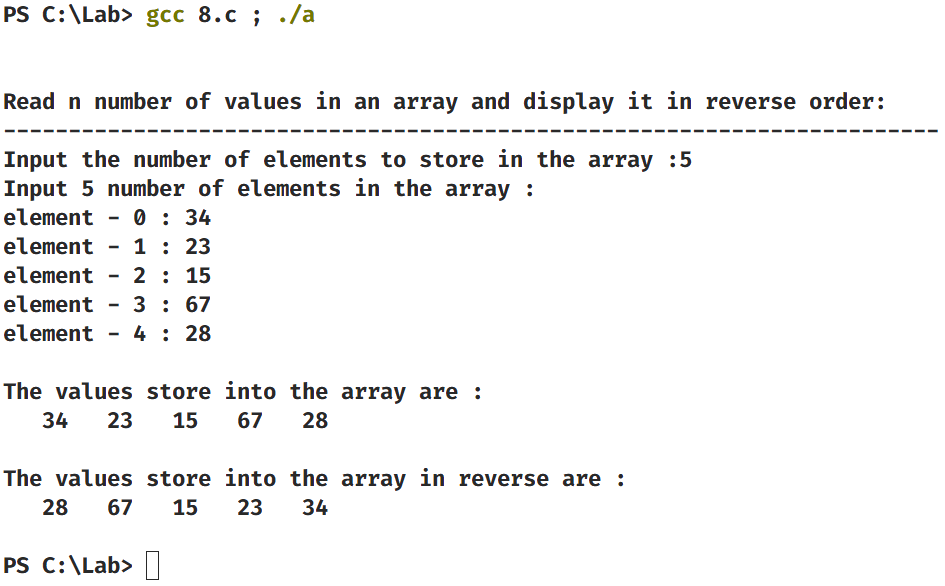 PS C:\Lab> gcc 8.c ; ./a
Read n number of values in an array and display it in reverse order:
------------------------------------------------------------------------
Input the number of elements to store in the array :5
Input 5 number of elements in the array :
element - 0 : 34
element - 1 : 23
element - 2 : 15
element - 3 : 67
element - 4 : 28
The values store into the array are :
34   23   15   67   28
The values store into the array in reverse are :
28   67   15   23   34
PS C:\Lab>